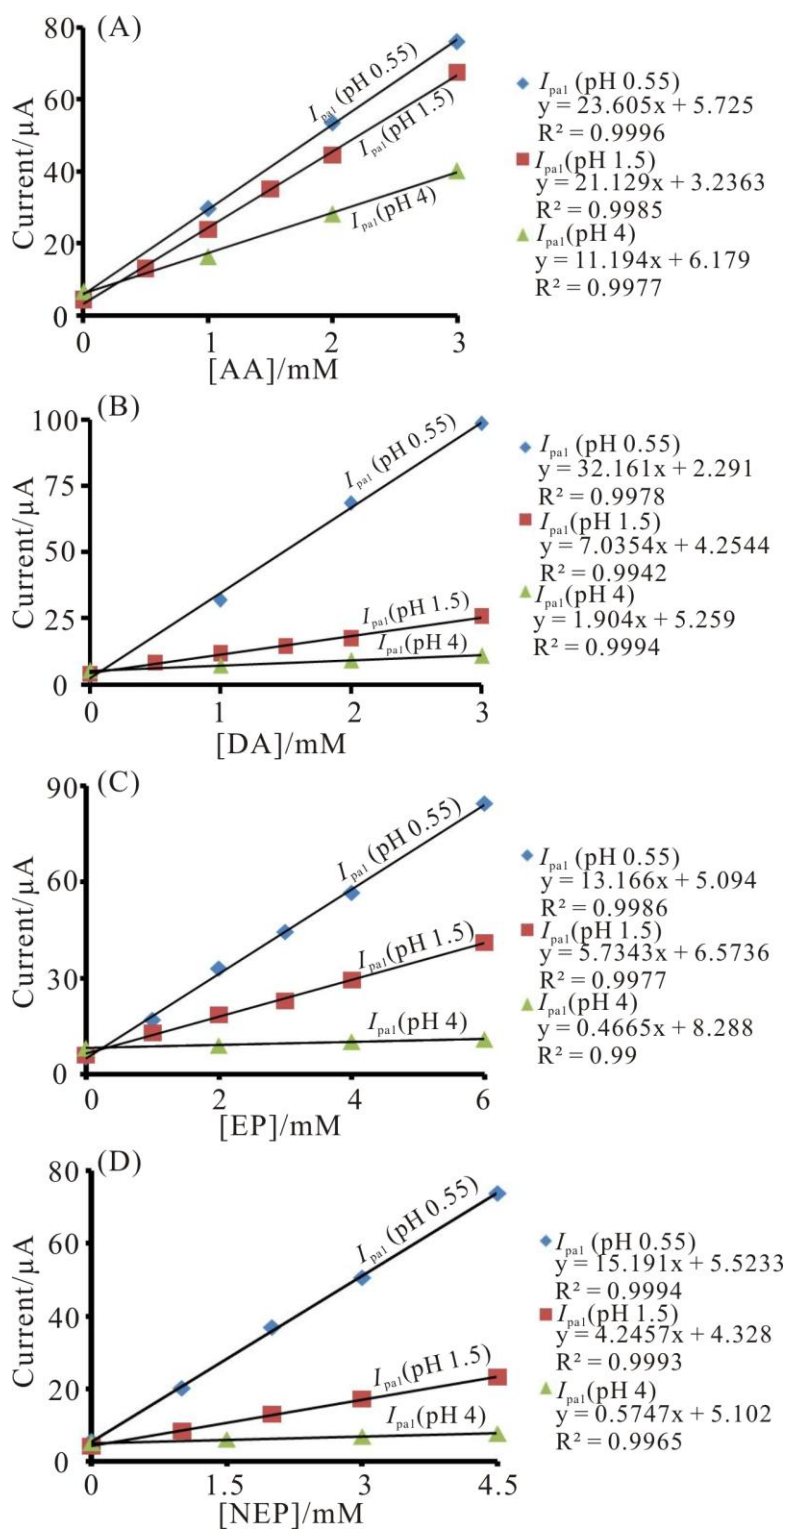 (A)
Current/μA
80
60
40
20
0
0
1
2
3
[AA]/mM
Ipa1 (pH 0.55)
Ipa1(pH 1.5)
Ipa1(pH 4)
Ipa1 (pH 0.55)
y = 23.605x + 5.725
R² = 0.9996
Ipa1(pH 1.5)
y = 21.129x + 3.2363
R² = 0.9985
Ipa1(pH 4)
y = 11.194x + 6.179
R² = 0.9977
(B)
Current/μA
100
75
50
25
0
0
1
2
3
[DA]/mM
Ipa1 (pH 0.55)
Ipa1(pH 1.5)
Ipa1(pH 4)
Ipa1 (pH 0.55)
y = 32.161x + 2.291
R² = 0.9978
Ipa1(pH 1.5)
y = 7.0354x + 4.2544
R² = 0.9942
Ipa1(pH 4)
y = 1.904x + 5.259
R² = 0.9994
(C)
Current/μA
90
60
30
0
0
2
4
6
[EP]/mM
Ipa1 (pH 0.55)
Ipa1(pH 1.5)
Ipa1(pH 4)
Ipa1 (pH 0.55)
y = 13.166x + 5.094
R² = 0.9986
Ipa1(pH 1.5)
y = 5.7343x + 6.5736
R² = 0.9977
Ipa1(pH 4)
y = 0.4665x + 8.288
R² = 0.99
(D)
Current/μA
80
60
40
20
0
0
1.5
3
4.5
[NEP]/mM
Ipa1 (pH 0.55)
Ipa1(pH 1.5)
Ipa1(pH 4)
Ipa1 (pH 0.55)
y = 15.191x + 5.5233
R² = 0.9994
Ipa1(pH 1.5)
y = 4.2457x + 4.328
R² = 0.9993
Ipa1(pH 4)
y = 0.5747x + 5.102
R² = 0.9965